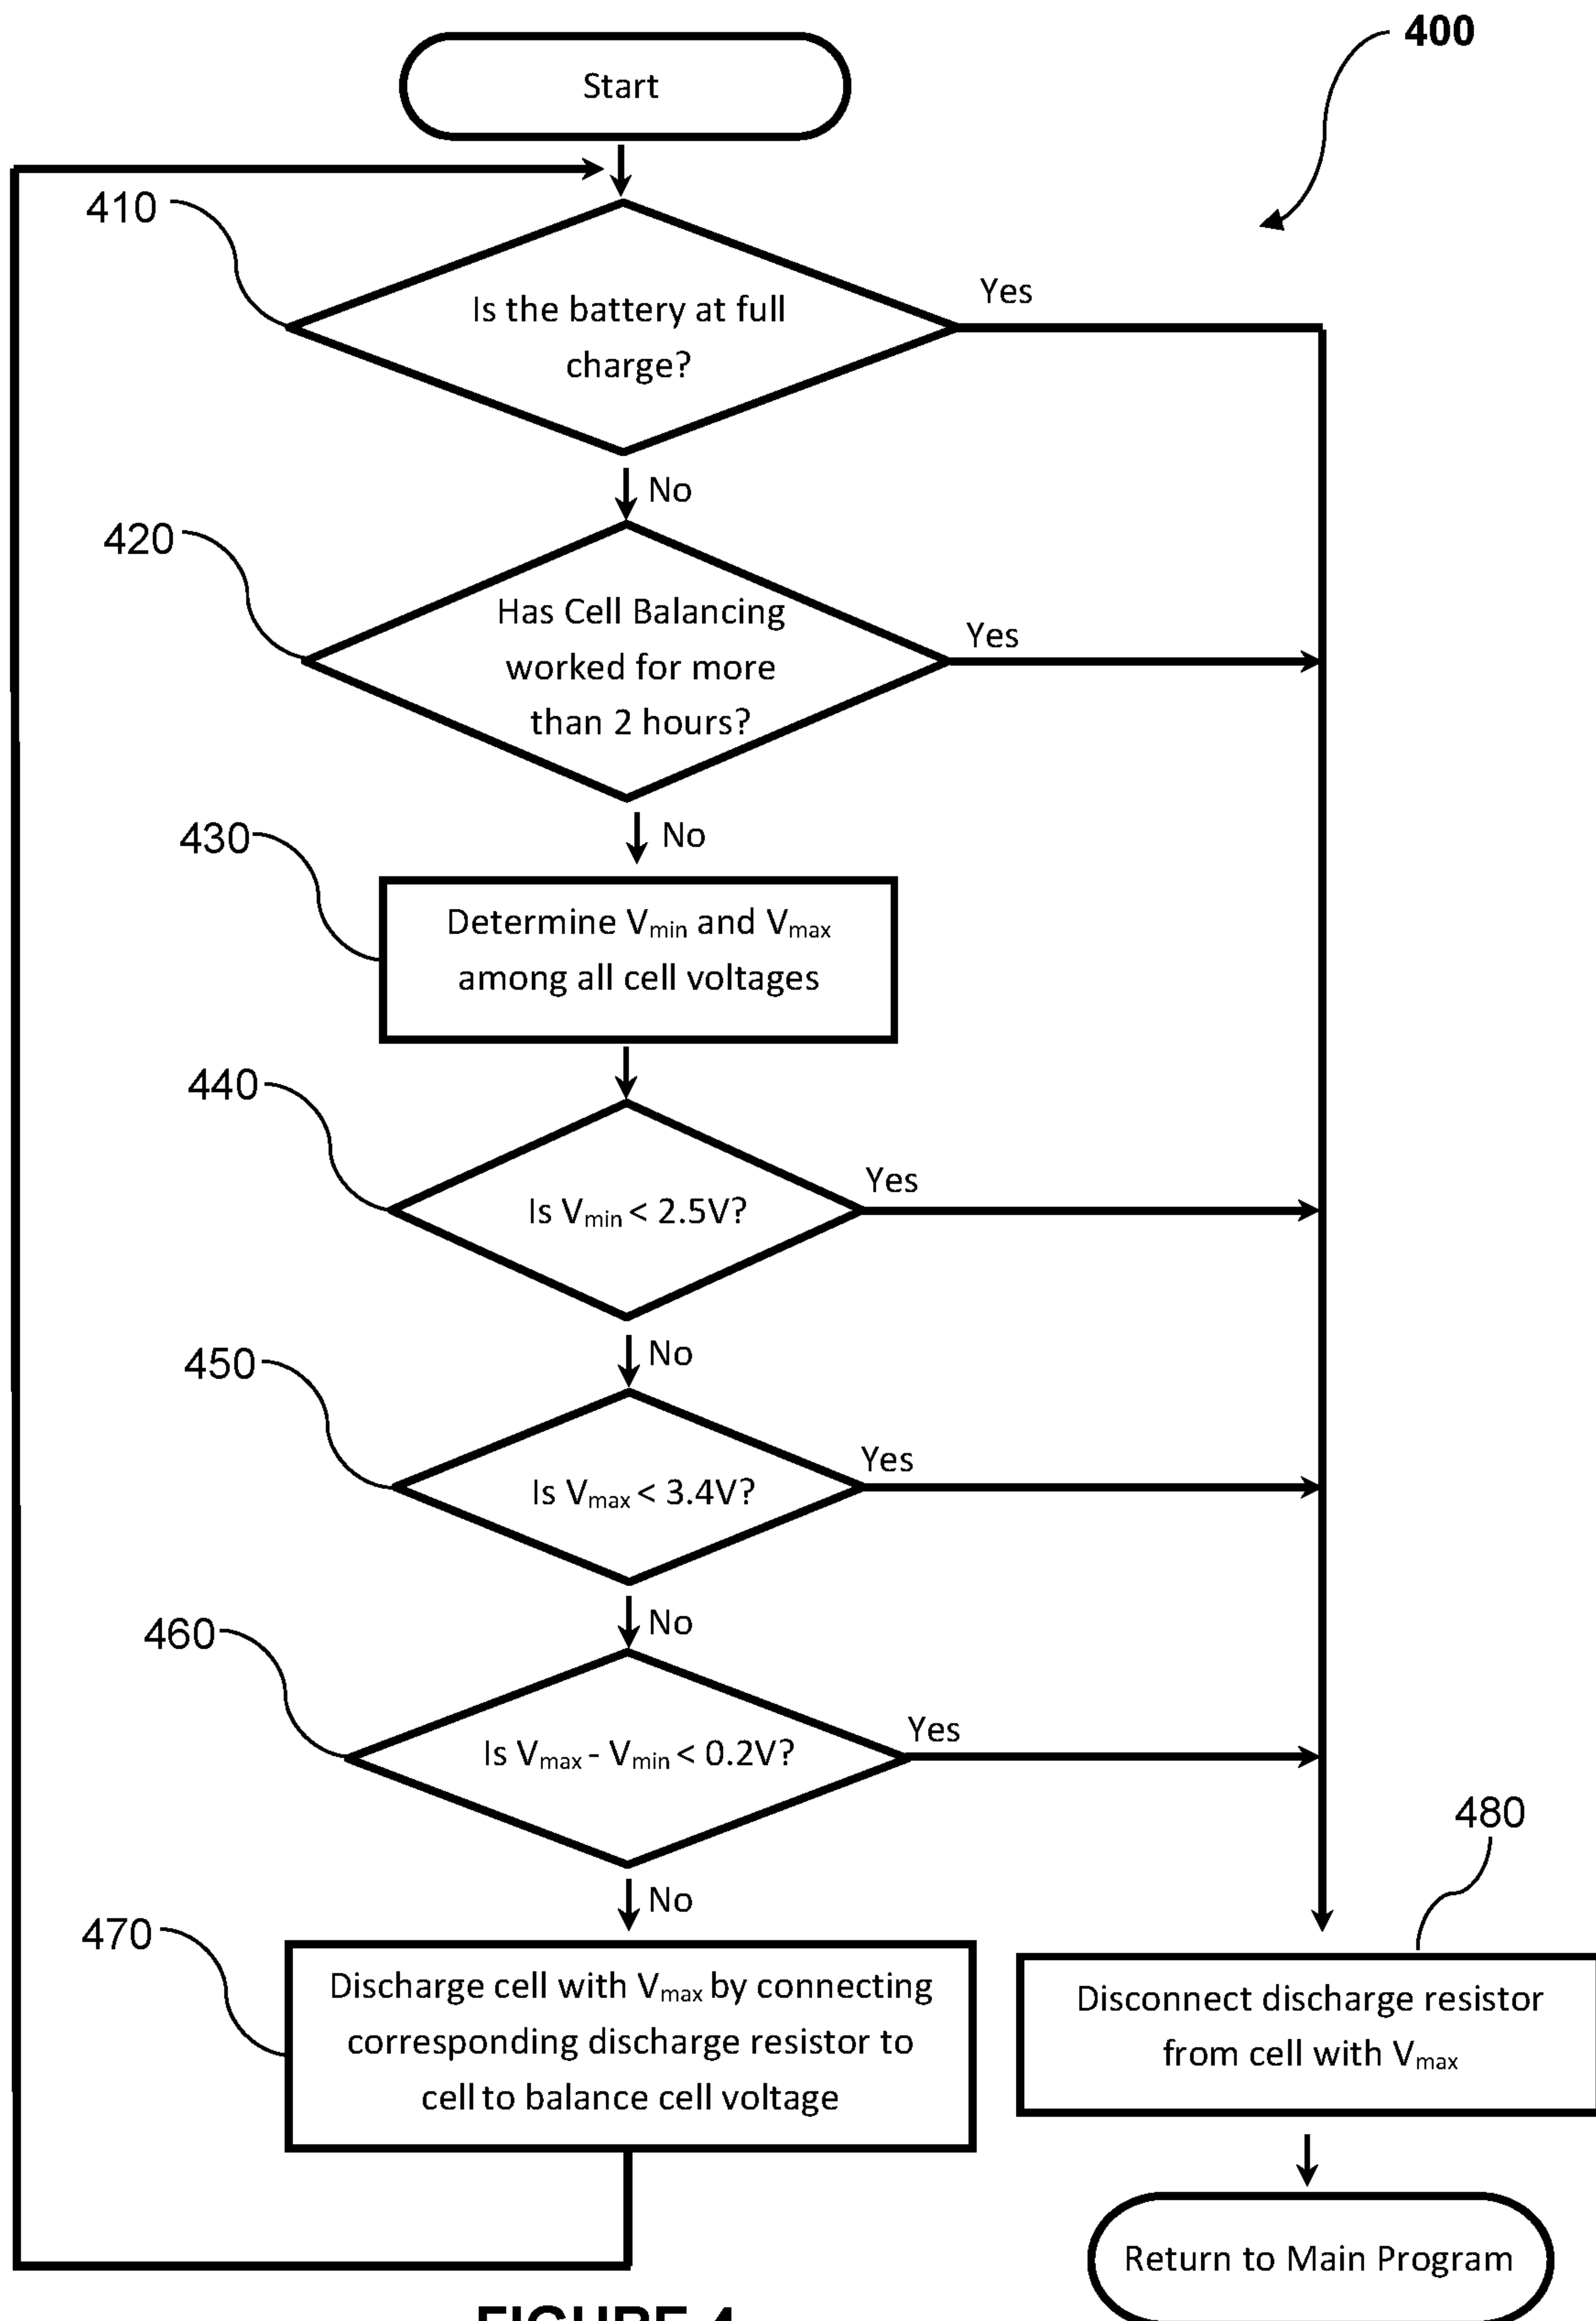 400
Start
410
Is the battery at full
charge?
Yes
No
420
Has Cell Balancing
worked for more
than 2 hours?
Yes
No
430
Determine Vmin and Vmax
among all cell voltages
440
Is Vmin < 2.5V?
Yes
No
450
Is Vmax < 3.4V?
Yes
No
460
Is Vmax - Vmin < 0.2V?
Yes
No
470
Discharge cell with Vmax by connecting
corresponding discharge resistor to
cell to balance cell voltage
480
Disconnect discharge resistor
from cell with Vmax
Return to Main Program
FIGURE 4